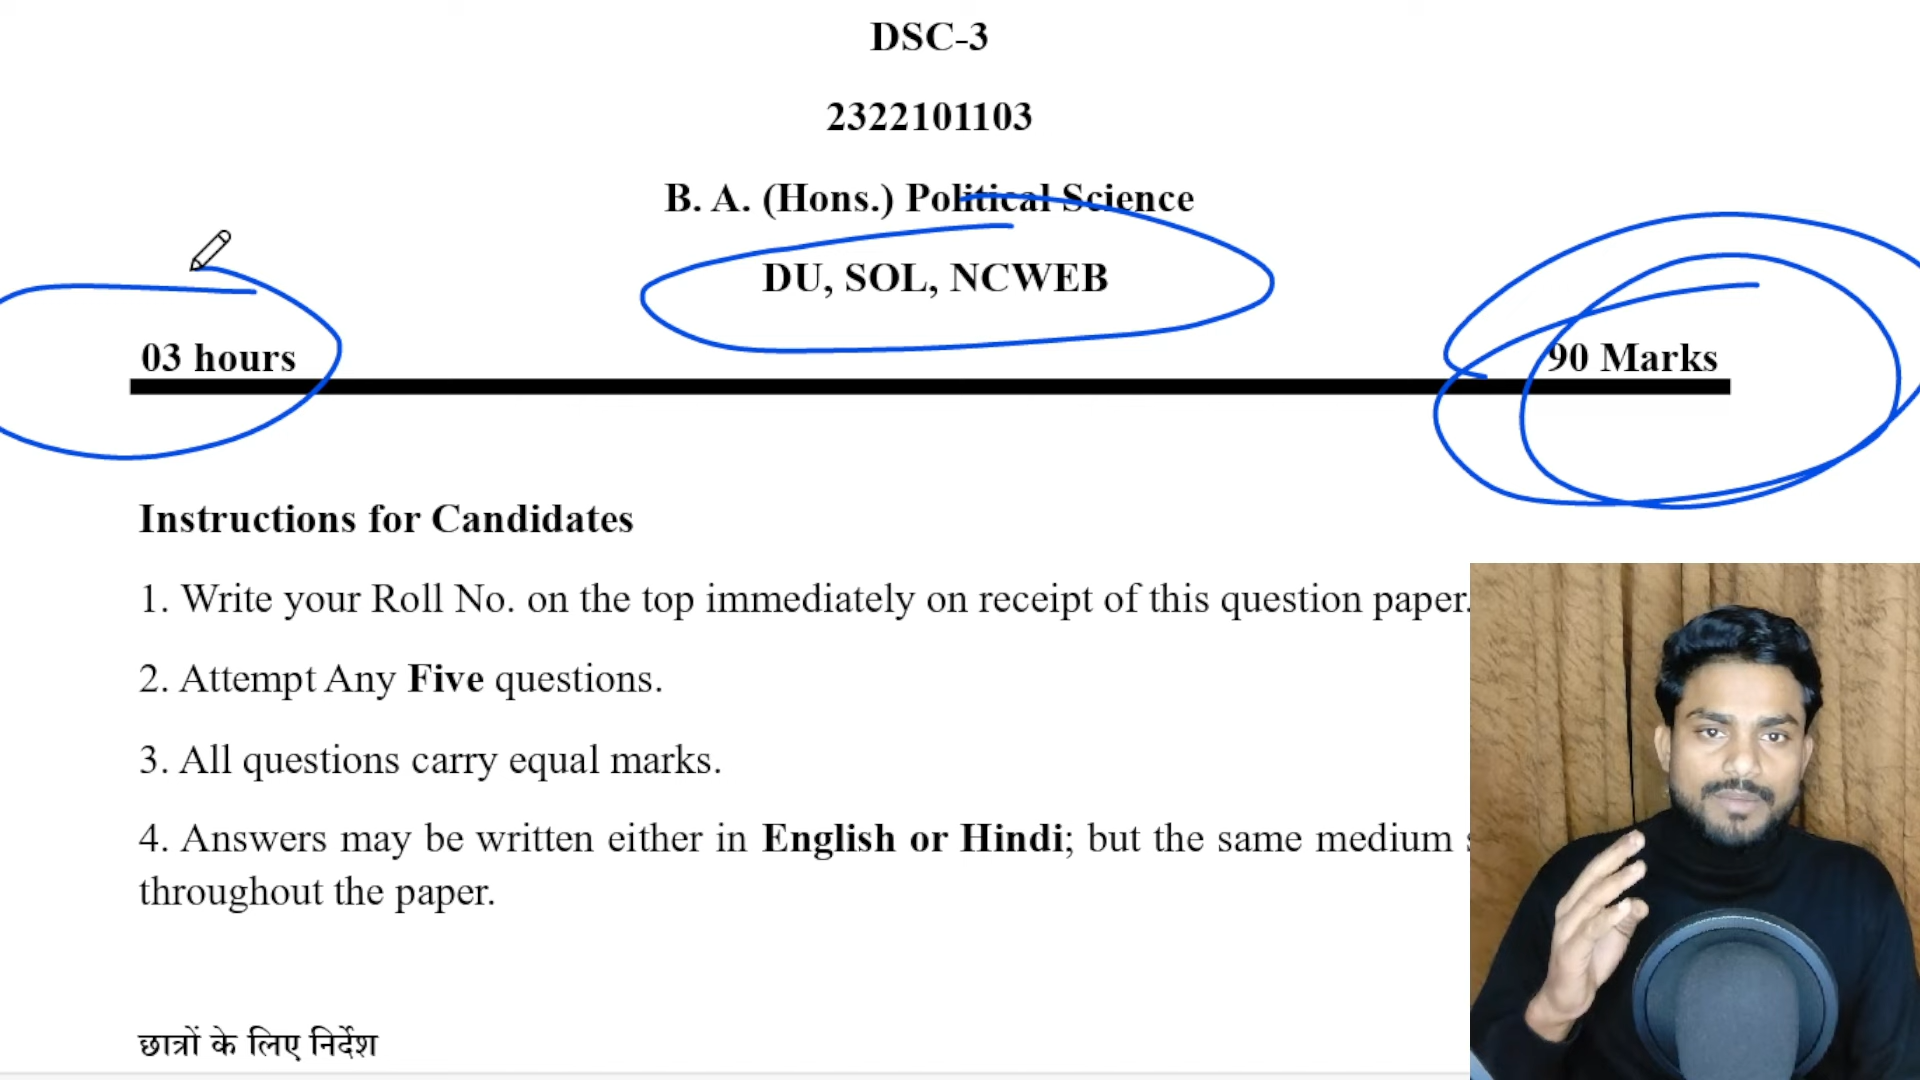 DSC-3
2322101103
B. A. (Hons.) Political Science
DU, SOL, NCWEB
03 hours 90 Marks
Instructions for Candidates
1. Write your Roll No. on the top immediately on receipt of this question paper.
2. Attempt Any Five questions.
3. All questions carry equal marks.
4. Answers may be written either in English or Hindi; but the same medium
throughout the paper.
छात्रों के लिए निर्देश